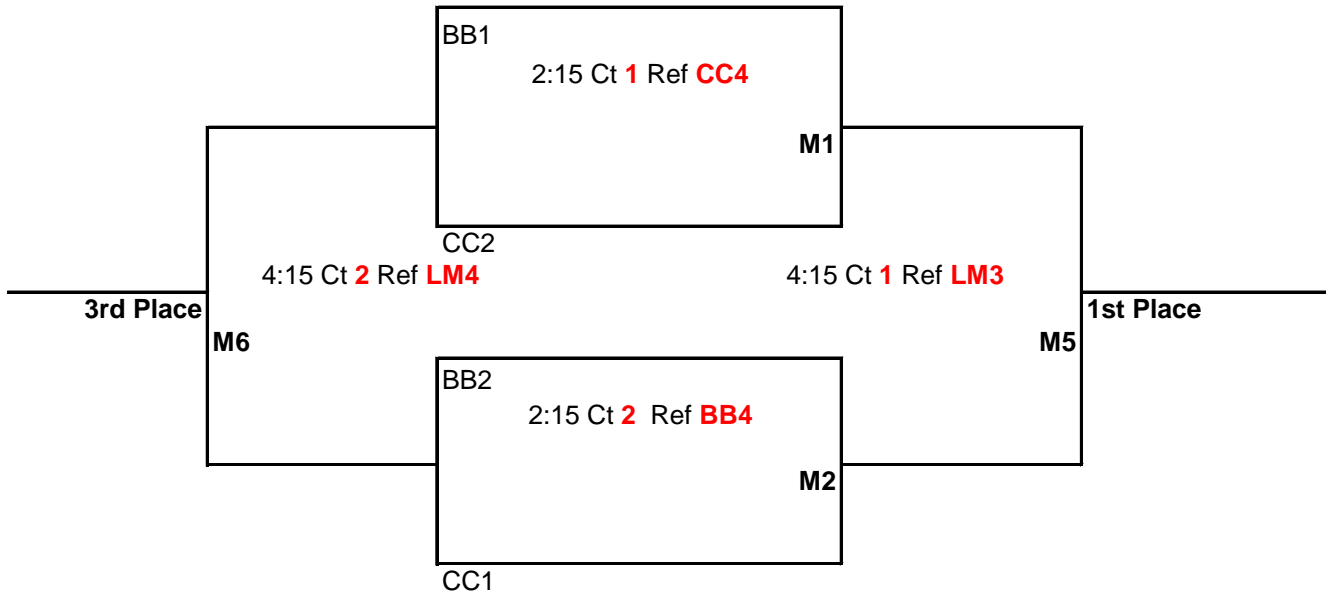 BB1
2:15 Ct 1 Ref CC4
M1
CC2
4:15 Ct 2 Ref LM4
4:15 Ct 1 Ref LM3
3rd Place
1st Place
M6
M5
BB2
2:15 Ct 2 Ref BB4
M2
CC1